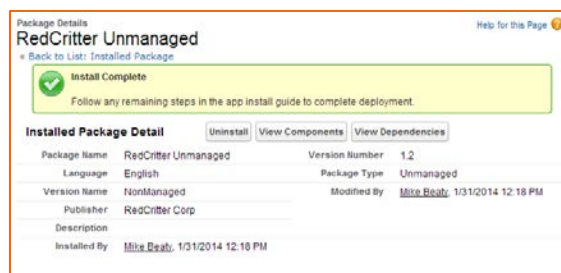 Package Details
RedCritter Unmanaged
Help for this Page
« Back to List: Installed Package
Install Complete
Follow any remaining steps in the app install guide to complete deployment.
Installed Package Detail Uninstall View Components View Dependencies
Package Name RedCritter Unmanaged Version Number 1.2
Language English Package Type Unmanaged
Version Name NonManaged Modified By Mike Beaty, 1/31/2014 12:18 PM
Publisher RedCritter Corp
Description
Installed By Mike Beaty, 1/31/2014 12:18 PM